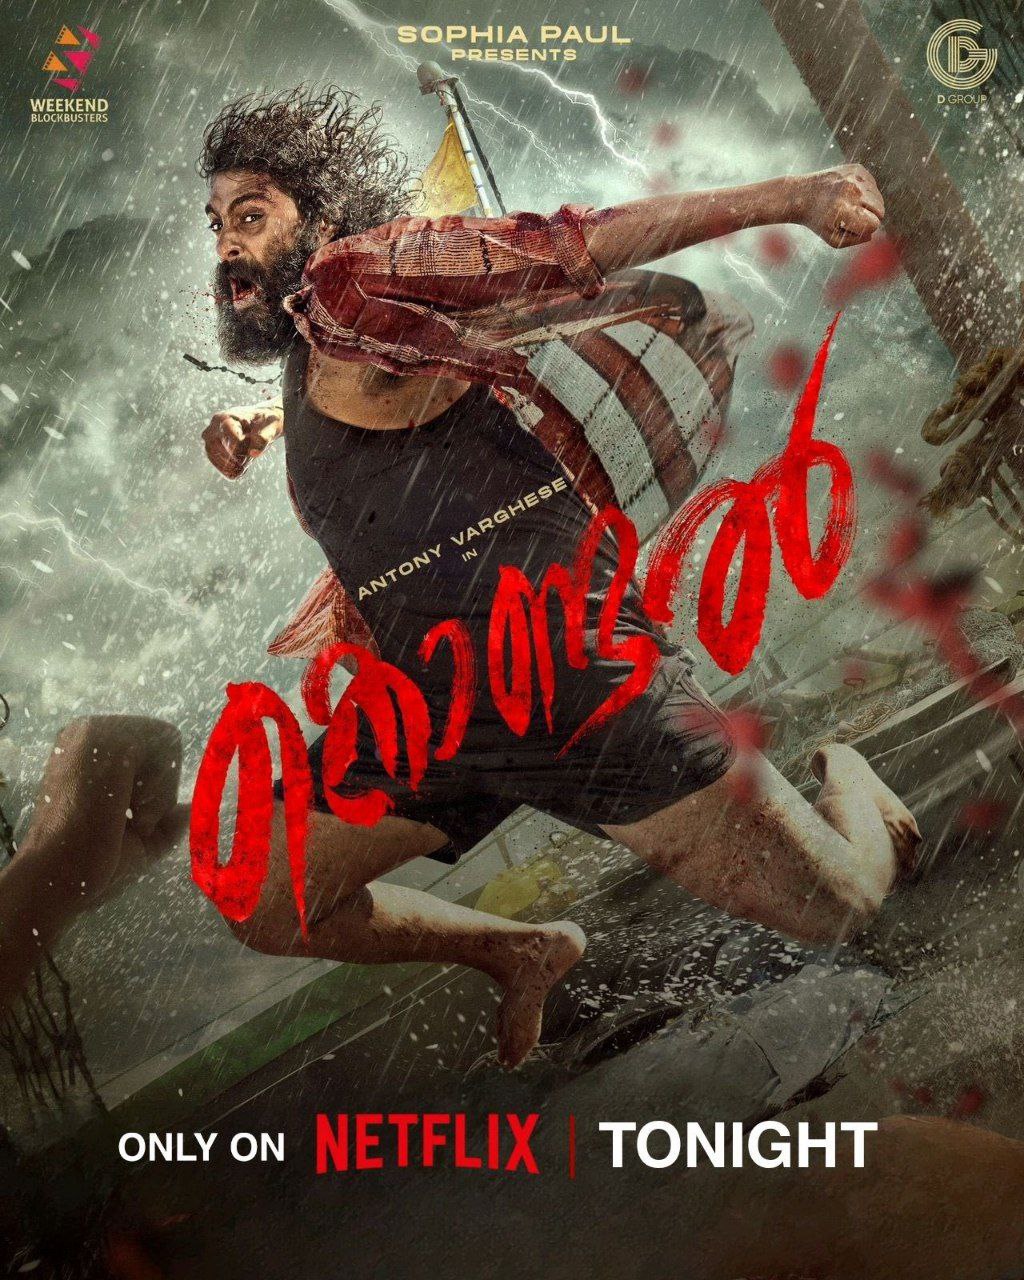 SOPHIA PAUL
PRESENTS
WEEKEND
BLOCKBUSTERS
D GROUP
ANTONY VARGHESE
IN
കൊണ്ടൽ
ONLY ON NETFLIX | TONIGHT